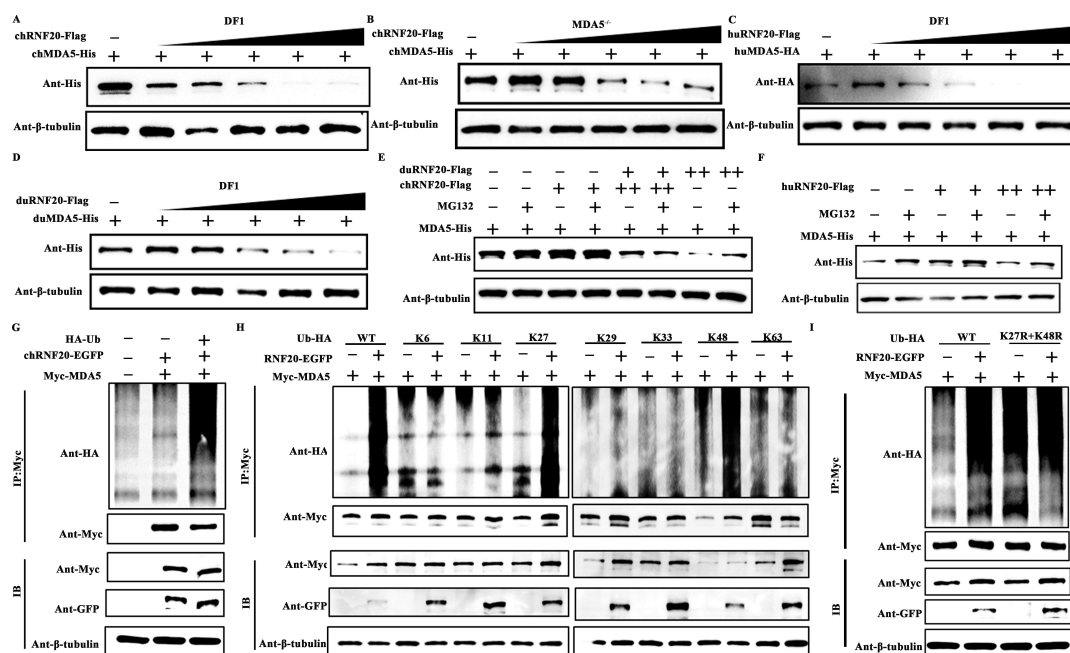 A
DF1
chRNF20-Flag –
chMDA5-His + + + + + +
Ant-His
Ant-β-tubulin
B
MDA5-/-
chRNF20-Flag –
chMDA5-His + + + + + +
Ant-His
Ant-β-tubulin
C
DF1
huRNF20-Flag –
huMDA5-HA + + + + + +
Ant-HA
Ant-β-tubulin
D
DF1
duRNF20-Flag –
duMDA5-His + + + + + +
Ant-His
Ant-β-tubulin
E
duRNF20-Flag – – – – + + ++ ++
chRNF20-Flag – – + + ++ ++ – –
MG132 – + – + – + – +
MDA5-His + + + + + + + +
Ant-His
Ant-β-tubulin
F
huRNF20-Flag – – + + ++ ++
MG132 – + – + – +
MDA5-His + + + + + +
Ant-His
Ant-β-tubulin
G
HA-Ub – – +
chRNF20-EGFP – + +
Myc-MDA5 – + +
IP:Myc
Ant-HA
Ant-Myc
IB
Ant-Myc
Ant-GFP
Ant-β-tubulin
H
Ub-HA WT K6 K11 K27 K29 K33 K48 K63
RNF20-EGFP – + – + – + – + – + – + – + – +
Myc-MDA5 + + + + + + + + + + + + + + + +
IP:Myc
Ant-HA
Ant-Myc
IB
Ant-Myc
Ant-GFP
Ant-β-tubulin
I
Ub-HA WT K27R+K48R
RNF20-EGFP – + – +
Myc-MDA5 + + + +
IP:Myc
Ant-HA
Ant-Myc
IB
Ant-Myc
Ant-GFP
Ant-β-tubulin